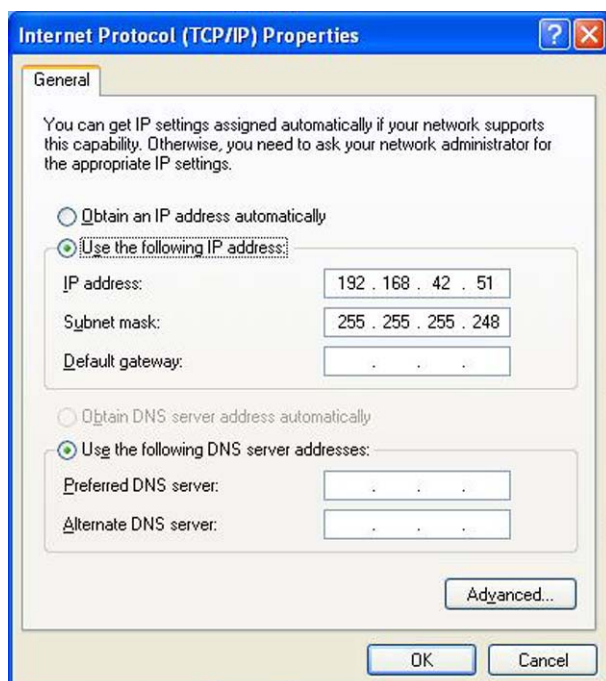 Internet Protocol (TCP/IP) Properties
General
You can get IP settings assigned automatically if your network supports
this capability. Otherwise, you need to ask your network administrator for
the appropriate IP settings.
Obtain an IP address automatically
Use the following IP address:
IP address: 192 . 168 . 42 . 51
Subnet mask: 255 . 255 . 255 . 248
Default gateway: . . .
Obtain DNS server address automatically
Use the following DNS server addresses:
Preferred DNS server: . . .
Alternate DNS server: . . .
Advanced...
OK Cancel